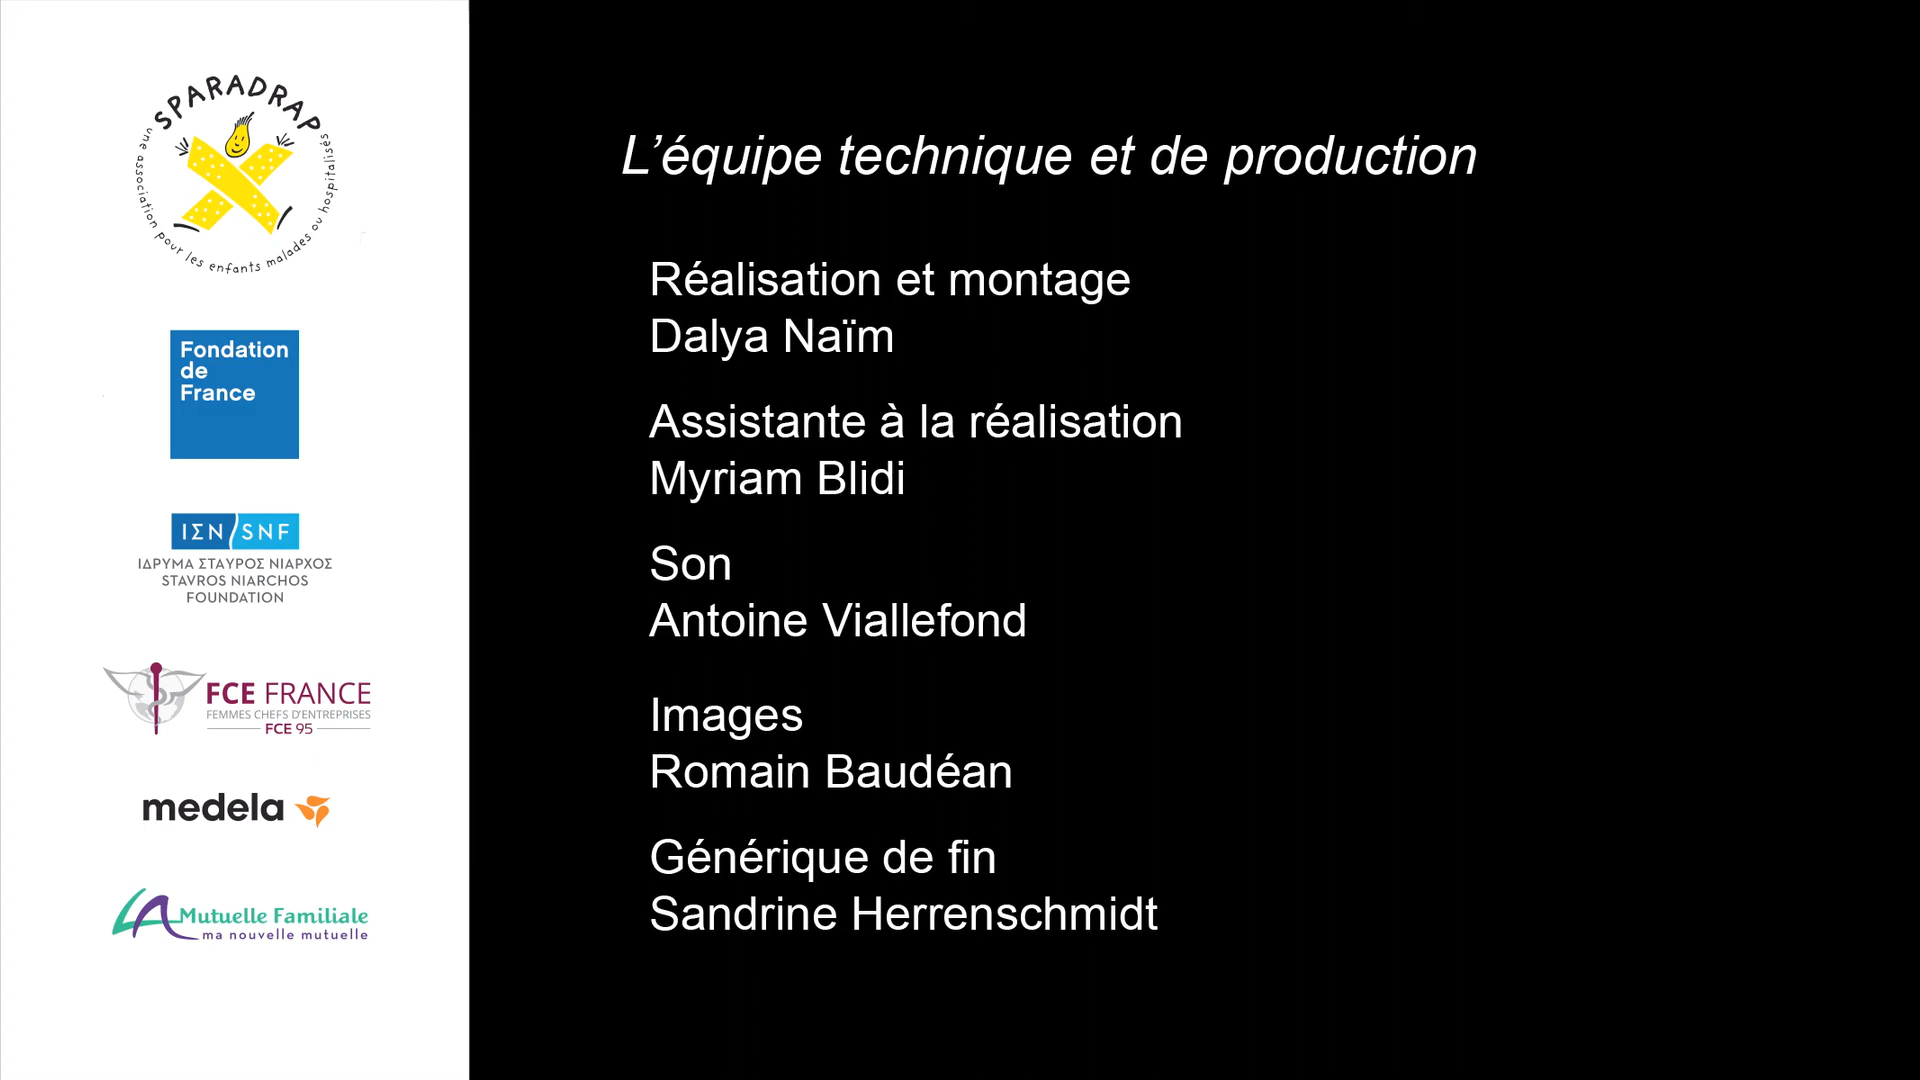 SPARADRAP
une association pour les enfants malades ou hospitalisés
Fondation
de
France
ΙΣΝ SNF
ΙΔΡΥΜΑ ΣΤΑΥΡΟΣ ΝΙΑΡΧΟΣ
STAVROS NIARCHOS
FOUNDATION
FCE FRANCE
FEMMES CHEFS D'ENTREPRISES
FCE 95
medela
LA Mutuelle Familiale
ma nouvelle mutuelle
L’équipe technique et de production
Réalisation et montage
Dalya Naïm
Assistante à la réalisation
Myriam Blidi
Son
Antoine Viallefond
Images
Romain Baudéan
Générique de fin
Sandrine Herrenschmidt